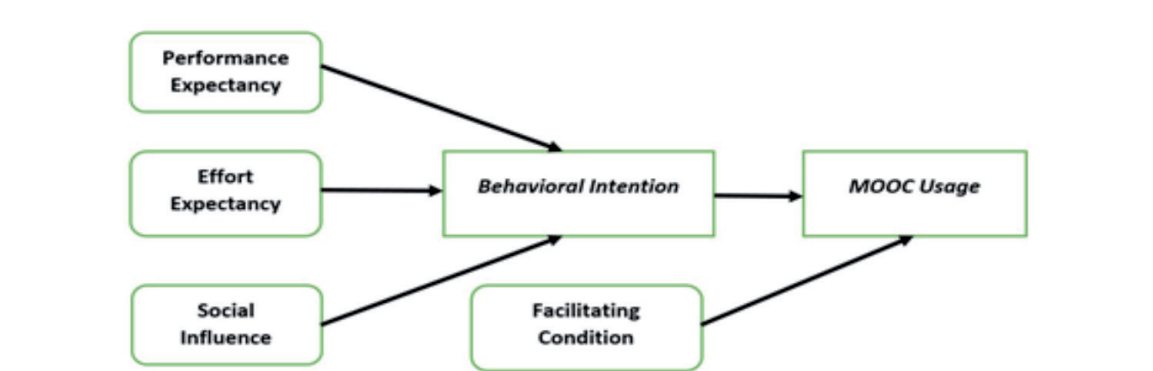 Performance
Expectancy
Effort
Expectancy
Behavioral Intention
MOOC Usage
Social
Influence
Facilitating
Condition